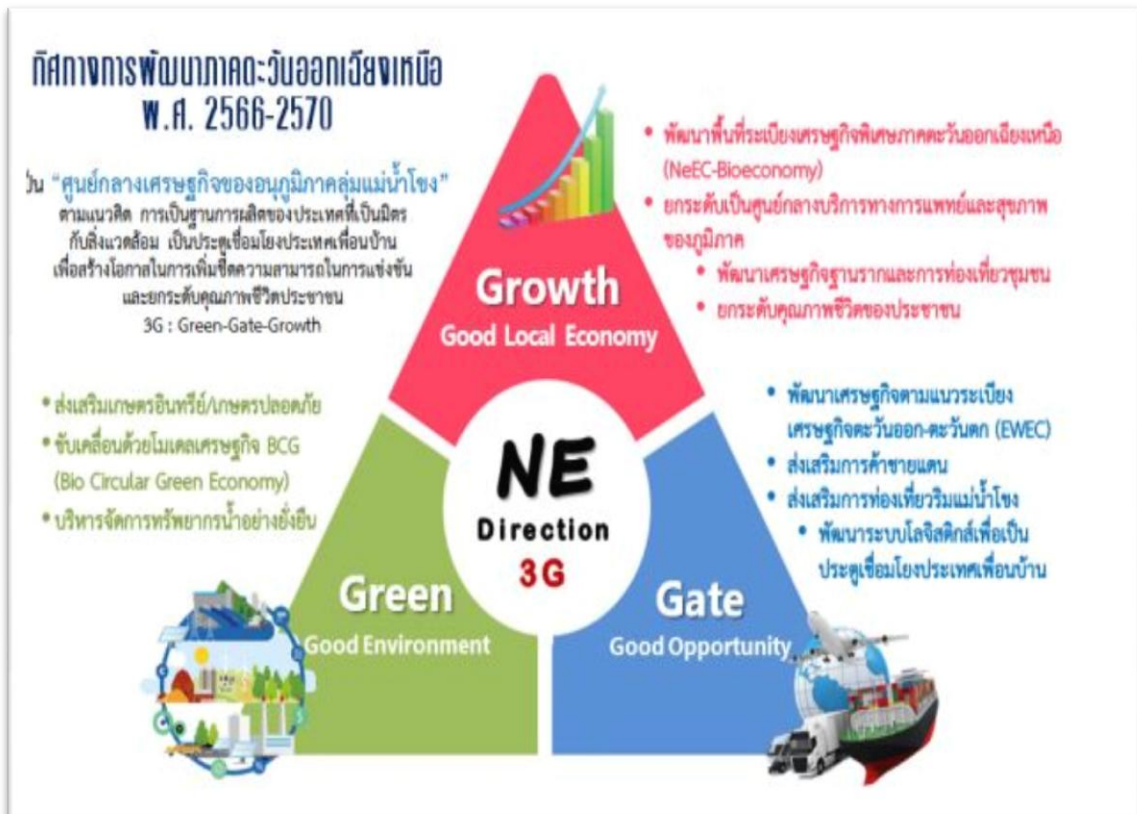 ทิศทางการพัฒนาภาคตะวันออกเฉียงเหนือ
พ.ศ. 2566-2570
"ศูนย์กลางเศรษฐกิจของอนุภูมิภาคลุ่มแม่น้ำโขง"
ตามแนวคิด การเป็นฐานการผลิตของประเทศที่เป็นมิตร
กับสิ่งแวดล้อม เป็นประตูเชื่อมโยงประเทศเพื่อนบ้าน
เพื่อสร้างโอกาสในการเพิ่มขีดความสามารถในการแข่งขัน
และยกระดับคุณภาพชีวิตประชาชน
3G : Green-Gate-Growth
Growth
Good Local Economy
• พัฒนาพื้นที่ระเบียงเศรษฐกิจพิเศษภาคตะวันออกเฉียงเหนือ
(NeEC-Bioeconomy)
• ยกระดับเป็นศูนย์กลางบริการทางการแพทย์และสุขภาพ
ของภูมิภาค
• พัฒนาเศรษฐกิจฐานรากและการท่องเที่ยวชุมชน
• ยกระดับคุณภาพชีวิตของประชาชน
• ส่งเสริมเกษตรอินทรีย์/เกษตรปลอดภัย
• ขับเคลื่อนด้วยโมเดลเศรษฐกิจ BCG
(Bio Circular Green Economy)
• บริหารจัดการทรัพยากรน้ำอย่างยั่งยืน
NE
Direction
3G
• พัฒนาเศรษฐกิจตามแนวระเบียง
เศรษฐกิจตะวันออก-ตะวันตก (EWEC)
• ส่งเสริมการค้าชายแดน
• ส่งเสริมการท่องเที่ยวริมแม่น้ำโขง
• พัฒนาระบบโลจิสติกส์เพื่อเป็น
ประตูเชื่อมโยงประเทศเพื่อนบ้าน
Green
Good Environment
Gate
Good Opportunity